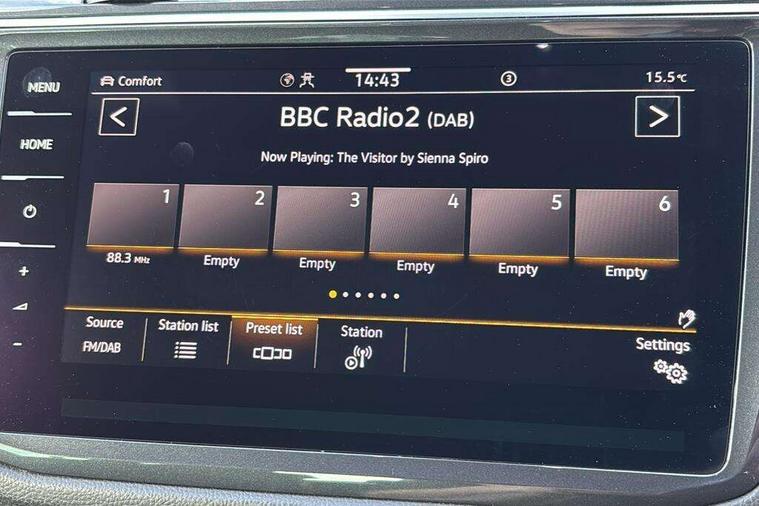 MENU
Comfort
14:43
3
15.5°C
HOME
<
BBC Radio2 (DAB)
>
Now Playing: The Visitor by Sienna Spiro
1 2 3 4 5 6
88.3 MHz Empty Empty Empty Empty Empty
+
-
Source Station list Preset list Station
FM/DAB
Settings